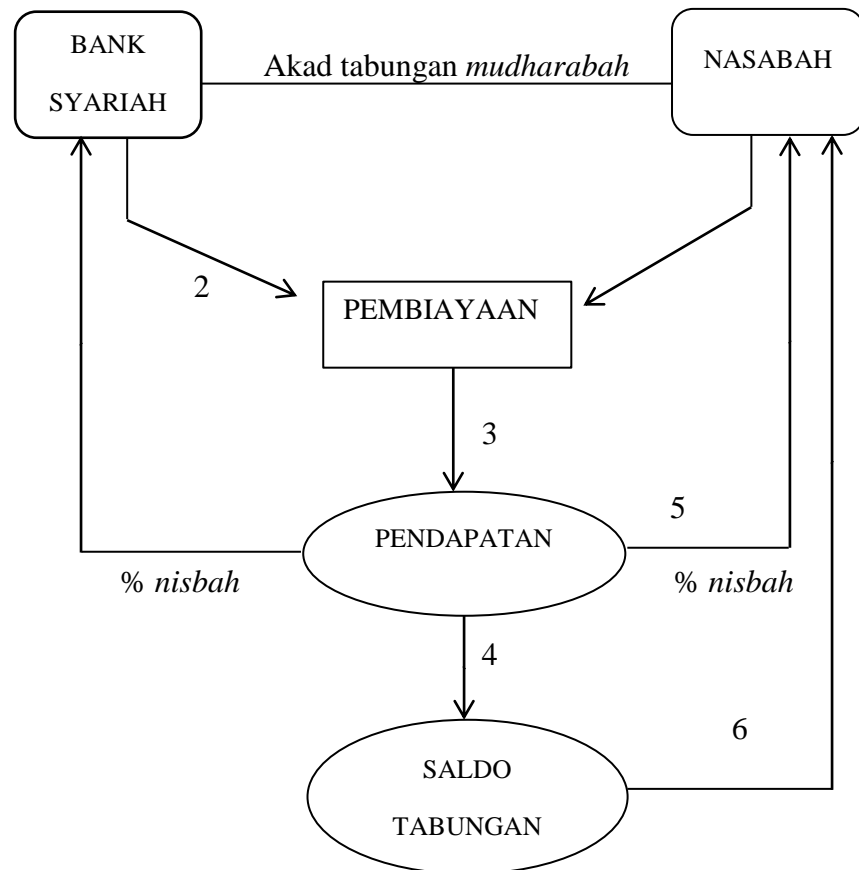 BANK
SYARIAH
Akad tabungan mudharabah
NASABAH
2
PEMBIAYAAN
3
5
PENDAPATAN
% nisbah
% nisbah
4
6
SALDO
TABUNGAN